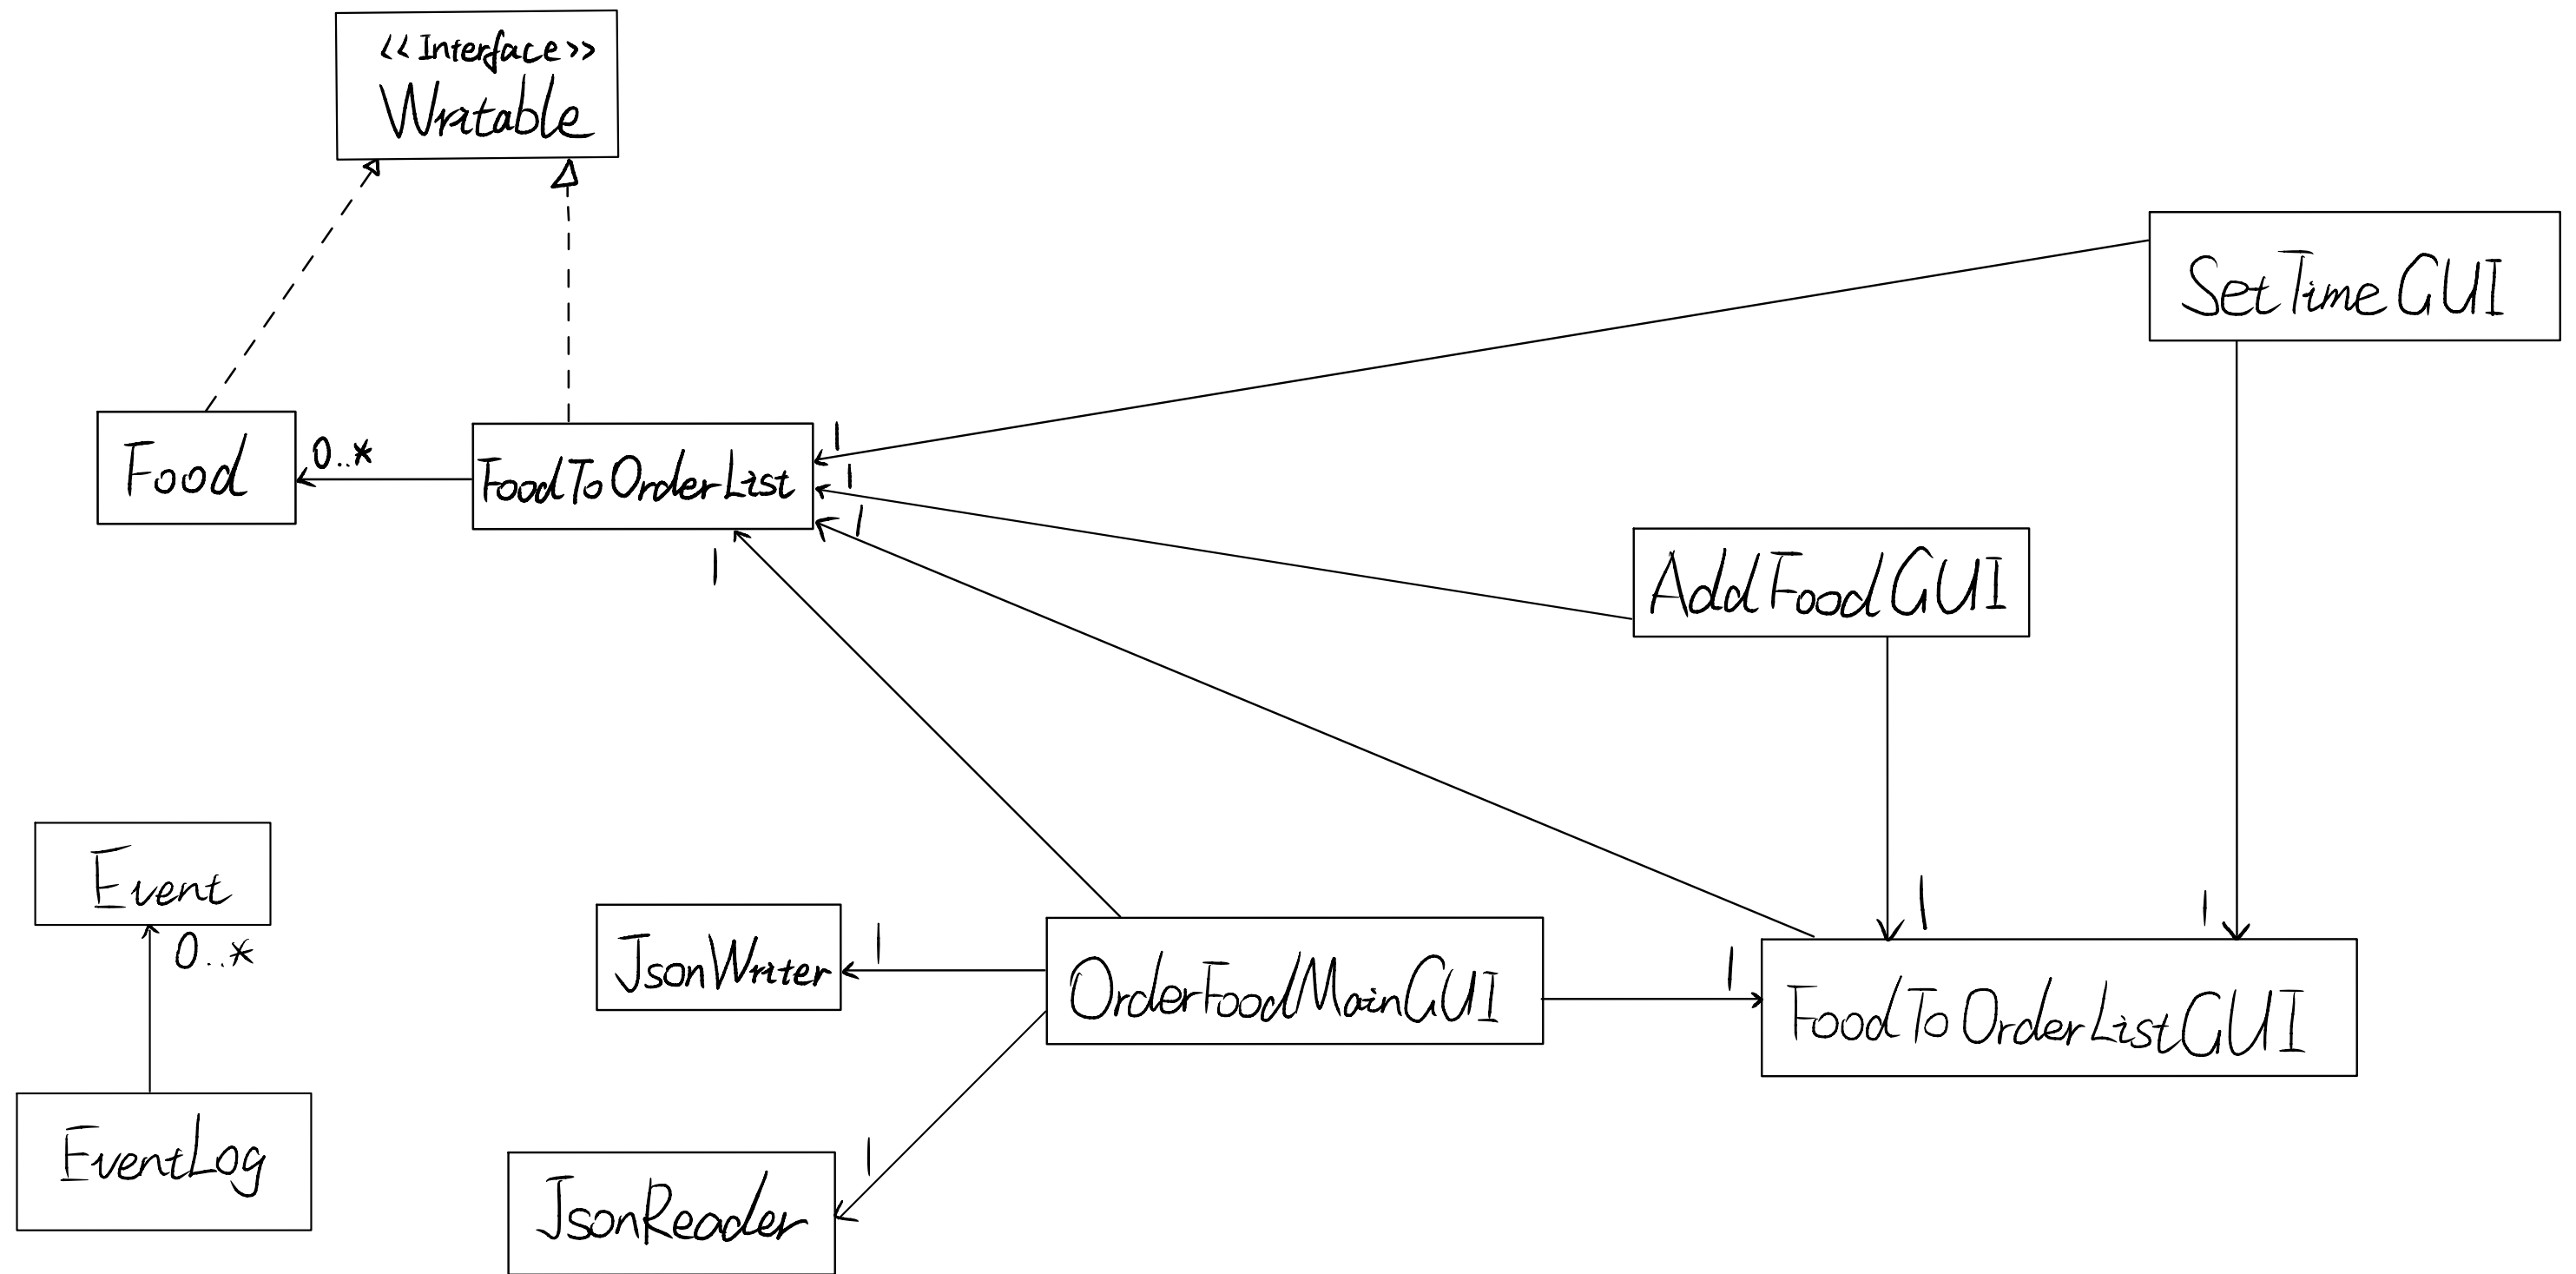 <<Interface>>
Writable
SetTimeGUI
Food
0..*
FoodToOrderList
1
1
1
1
AddFoodGUI
Event
0..*
EventLog
JsonWriter
1
OrderFoodMainGUI
1
1
1
FoodToOrderListGUI
JsonReader
1